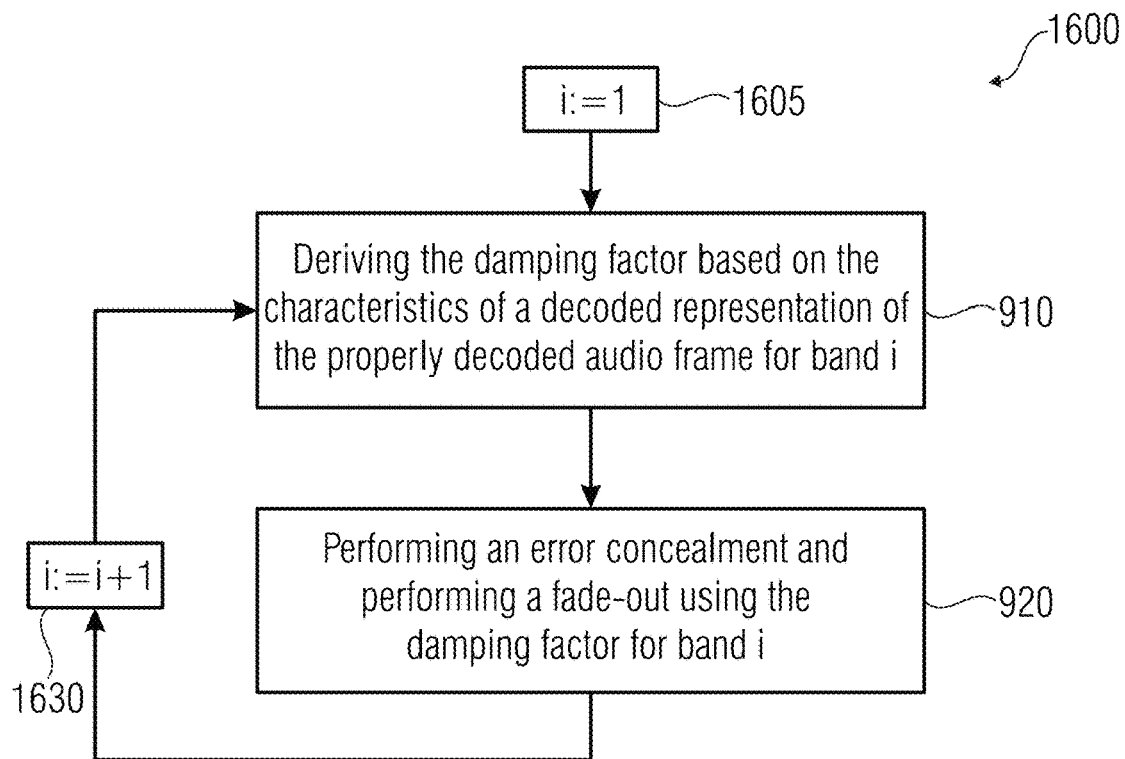 1600
i:=1
1605
Deriving the damping factor based on the
characteristics of a decoded representation of
the properly decoded audio frame for band i
910
Performing an error concealment and
performing a fade-out using the
damping factor for band i
920
i:=i+1
1630